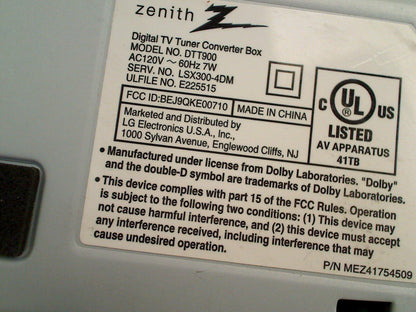 zenith
Digital TV Tuner Converter Box
MODEL NO. DTT900
AC120V ~ 60Hz 7W
SERV. NO. LSX300-4DM
ULFILE NO. E225515
FCC ID:BEJ9QKE00710 MADE IN CHINA
Marketed and Distributed by
LG Electronics U.S.A., Inc.,
1000 Sylvan Avenue, Englewood Cliffs, NJ
C UL US
LISTED
AV APPARATUS
41TB
• Manufactured under license from Dolby Laboratories. "Dolby"
and the double-D symbol are trademarks of Dolby Laboratories.
• This device complies with part 15 of the FCC Rules. Operation
is subject to the following two conditions: (1) This device may
not cause harmful interference, and (2) this device must accept
any interference received, including interference that may
cause undesired operation.
P/N MEZ41754509